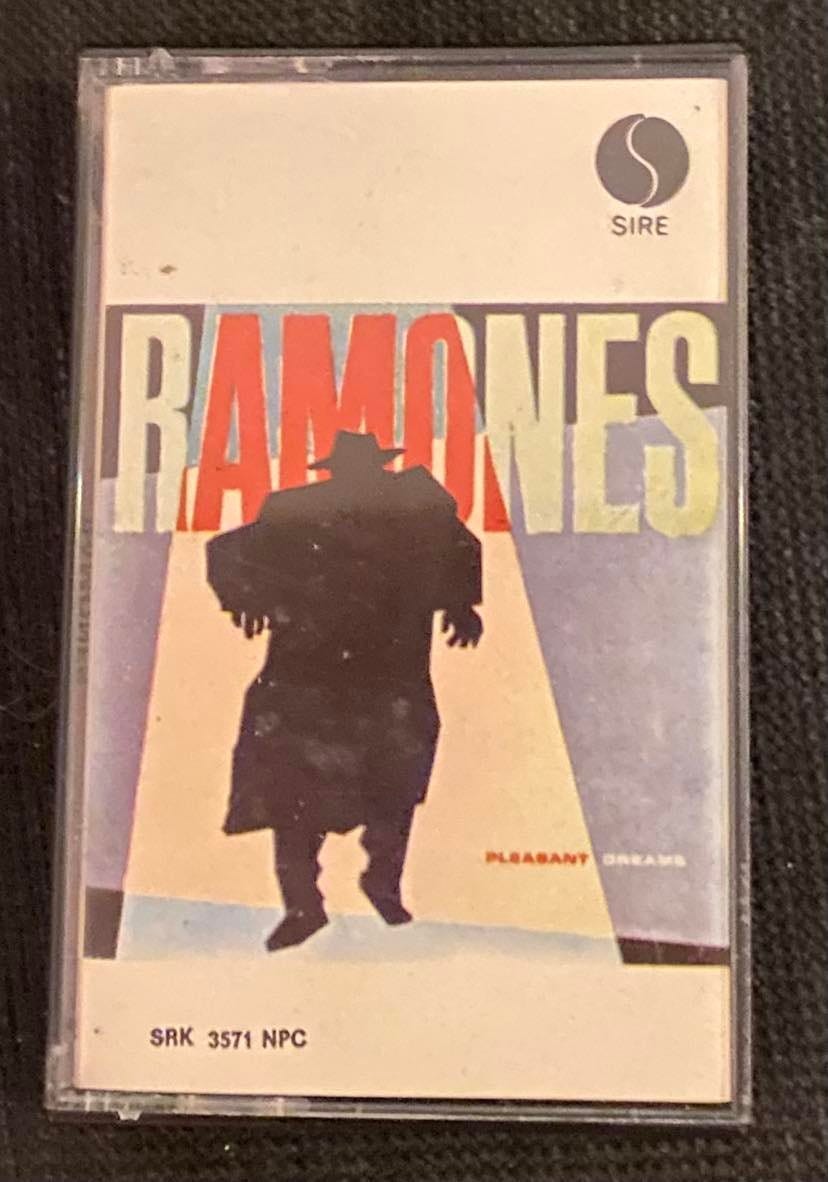 SIRE
RAMONES
PLEASANT DREAMS
SRK 3571 NPC